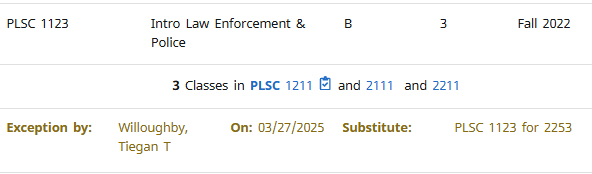 PLSC 1123 Intro Law Enforcement & B 3 Fall 2022
Police
3 Classes in PLSC 1211 and 2111 and 2211
Exception by: Willoughby, On: 03/27/2025 Substitute: PLSC 1123 for 2253
Tiegan T